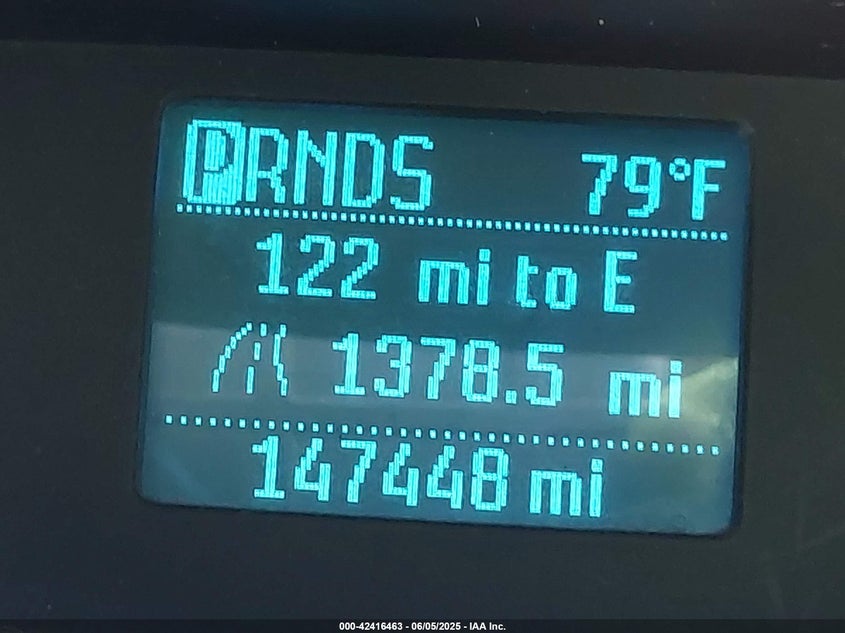 PRNDS 79°F
122 mi to E
1378.5 mi
147448 mi
000-42416463 - 06/05/2025 - IAA Inc.